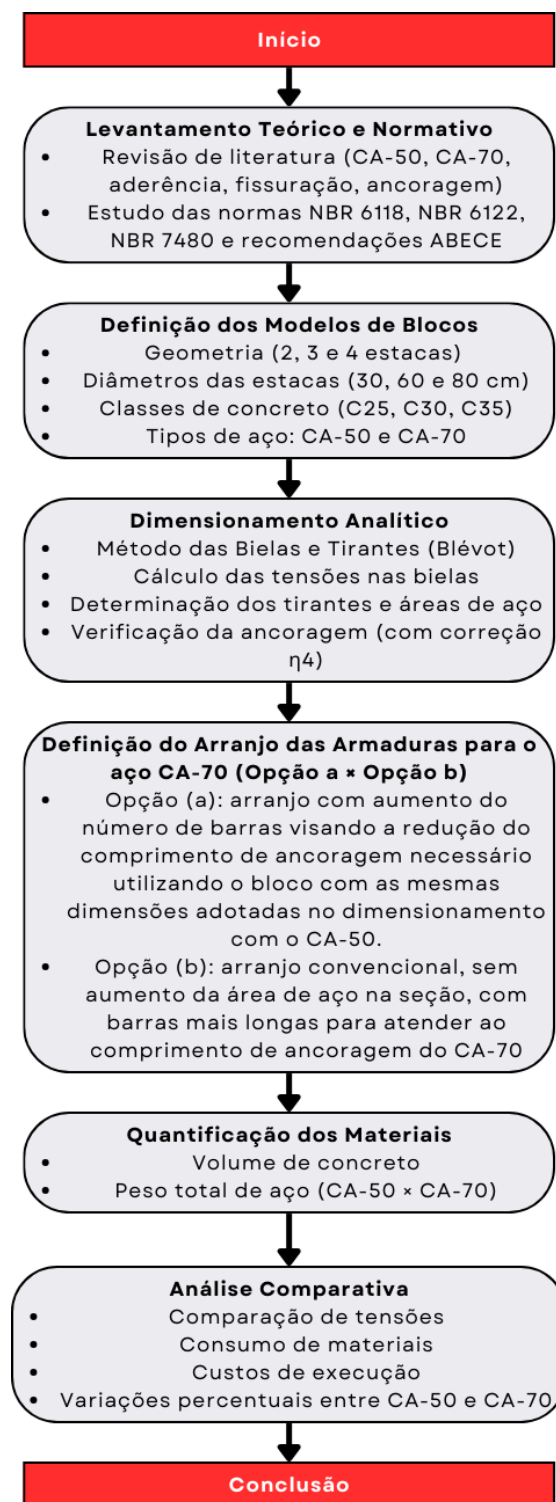 Início
Levantamento Teórico e Normativo
• Revisão de literatura (CA-50, CA-70,
aderência, fissuração, ancoragem)
• Estudo das normas NBR 6118, NBR 6122,
NBR 7480 e recomendações ABECE
Definição dos Modelos de Blocos
• Geometria (2, 3 e 4 estacas)
• Diâmetros das estacas (30, 60 e 80 cm)
• Classes de concreto (C25, C30, C35)
• Tipos de aço: CA-50 e CA-70
Dimensionamento Analítico
• Método das Bielas e Tirantes (Blévot)
• Cálculo das tensões nas bielas
• Determinação dos tirantes e áreas de aço
• Verificação da ancoragem (com correção
η4)
Definição do Arranjo das Armaduras para o
aço CA-70 (Opção a × Opção b)
• Opção (a): arranjo com aumento do
número de barras visando a redução do
comprimento de ancoragem necessário
utilizando o bloco com as mesmas
dimensões adotadas no dimensionamento
com o CA-50.
• Opção (b): arranjo convencional, sem
aumento da área de aço na seção, com
barras mais longas para atender ao
comprimento de ancoragem do CA-70
Quantificação dos Materiais
• Volume de concreto
• Peso total de aço (CA-50 × CA-70)
Análise Comparativa
• Comparação de tensões
• Consumo de materiais
• Custos de execução
• Variações percentuais entre CA-50 e CA-70
Conclusão